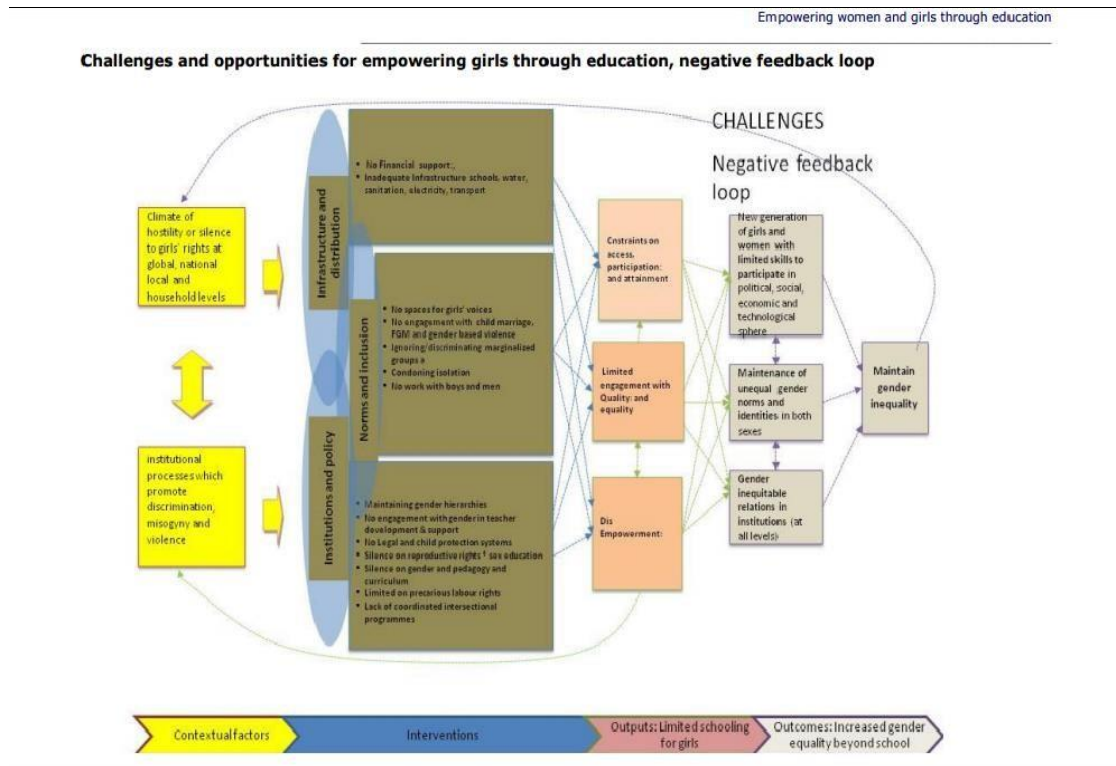 Empowering women and girls through education
Challenges and opportunities for empowering girls through education, negative feedback loop
CHALLENGES
Negative feedback
loop
Climate of
hostility or silence
to girls' rights at
global, national
local and
household levels
institutional
processes which
promote
discrimination,
misogyny and
violence
Infrastructure and
distribution
Norms and inclusion
Institutions and policy
• No Financial support:,
• Inadequate Infrastructure schools, water,
sanitation, electricity, transport
• No spaces for girls' voices
• No engagement with child marriage,
FGM and gender based violence
• Ignoring/discriminating marginalized
groups a
• Condoning isolation
• No work with boys and men
• Maintaining gender hierarchies
• No engagement with gender in teacher
development & support
• No Legal and child protection systems
• Silence on reproductive rights † sex education
• Silence on gender and pedagogy and
curriculum
• Limited on precarious labour rights
• Lack of coordinated intersectional
programmes
Cnstraints on
access,
participation;
and attainment
Limited
engagement with
Quality: and
equality
Dis
Empowerment:
New generation
of girls and
women with
limited skills to
participate in
political, social,
economic and
technological
sphere
Maintenance of
unequal gender
norms and
identities in both
sexes
Gender
inequitable
relations in
institutions (at
all levels)
Maintain
gender
inequality
Contextual factors
Interventions
Outputs: Limited schooling
for girls
Outcomes: Increased gender
equality beyond school